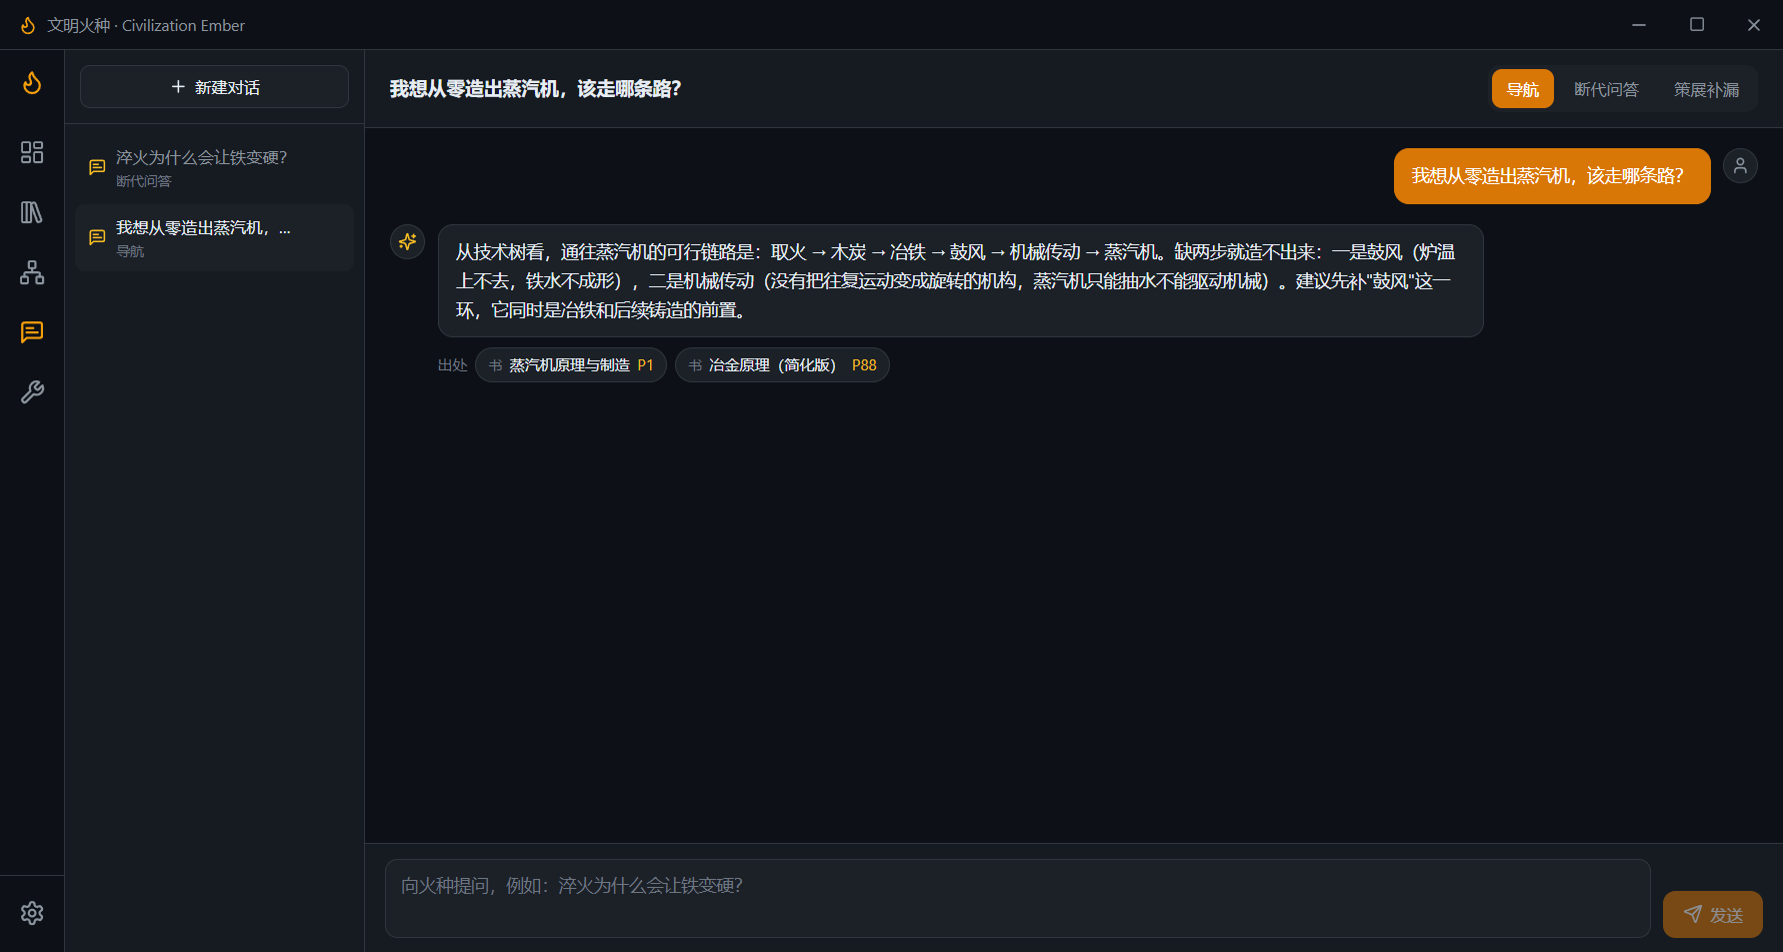 文明火种 · Civilization Ember
新建对话
淬火为什么会让铁变硬?
断代问答
我想从零造出蒸汽机，...
导航
我想从零造出蒸汽机，该走哪条路?
导航
断代问答
策展补漏
我想从零造出蒸汽机，该走哪条路?
从技术树看，通往蒸汽机的可行链路是：取火 → 木炭 → 冶铁 → 鼓风 → 机械传动 → 蒸汽机。缺两步就造不出来：一是鼓风（炉温
上不去，铁水不成形），二是机械传动（没有把往复运动变成旋转的机构，蒸汽机只能抽水不能驱动机械）。建议先补"鼓风"这一
环，它同时是冶铁和后续铸造的前置。
出处 书 蒸汽机原理与制造 P1 书 冶金原理（简化版） P88
向火种提问，例如：淬火为什么会让铁变硬?
发送